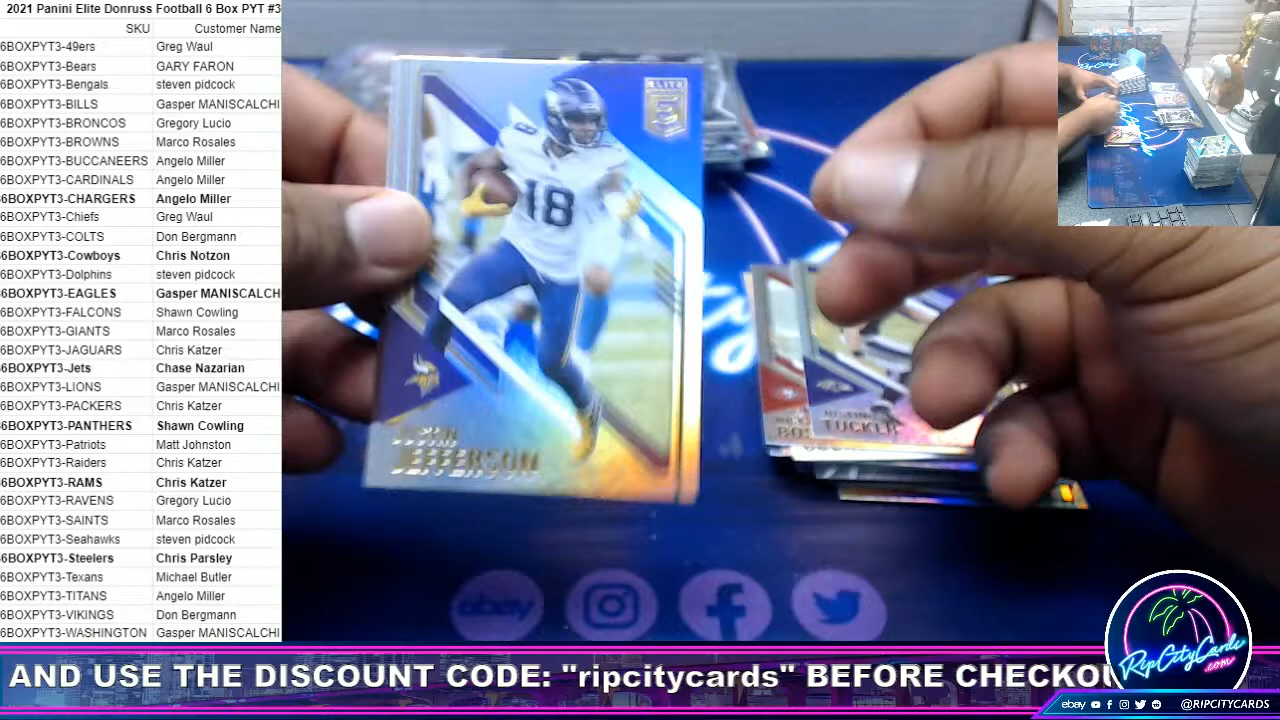 2021 Panini Elite Donruss Football 6 Box PYT #3
SKU Customer Name
6BOXPYT3-49ers Greg Waul
6BOXPYT3-Bears GARY FARON
6BOXPYT3-Bengals steven pidcock
6BOXPYT3-BILLS Gasper MANISCALCHI
6BOXPYT3-BRONCOS Gregory Lucio
6BOXPYT3-BROWNS Marco Rosales
6BOXPYT3-BUCCANEERS Angelo Miller
6BOXPYT3-CARDINALS Angelo Miller
6BOXPYT3-CHARGERS Angelo Miller
6BOXPYT3-Chiefs Greg Waul
6BOXPYT3-COLTS Don Bergmann
6BOXPYT3-Cowboys Chris Notzon
6BOXPYT3-Dolphins steven pidcock
6BOXPYT3-EAGLES Gasper MANISCALCH
6BOXPYT3-FALCONS Shawn Cowling
6BOXPYT3-GIANTS Marco Rosales
6BOXPYT3-JAGUARS Chris Katzer
6BOXPYT3-Jets Chase Nazarian
6BOXPYT3-LIONS Gasper MANISCALCHI
6BOXPYT3-PACKERS Chris Katzer
6BOXPYT3-PANTHERS Shawn Cowling
6BOXPYT3-Patriots Matt Johnston
6BOXPYT3-Raiders Chris Katzer
6BOXPYT3-RAMS Chris Katzer
6BOXPYT3-RAVENS Gregory Lucio
6BOXPYT3-SAINTS Marco Rosales
6BOXPYT3-Seahawks steven pidcock
6BOXPYT3-Steelers Chris Parsley
6BOXPYT3-Texans Michael Butler
6BOXPYT3-TITANS Angelo Miller
6BOXPYT3-VIKINGS Don Bergmann
6BOXPYT3-WASHINGTON Gasper MANISCALCHI
ELITE
E
18
JEFFERSON
BOS
TUCKER
ebay
AND USE THE DISCOUNT CODE: "ripcitycards" BEFORE CHECKOU
RipCityCards
.com
ebay @RIPCITYCARDS